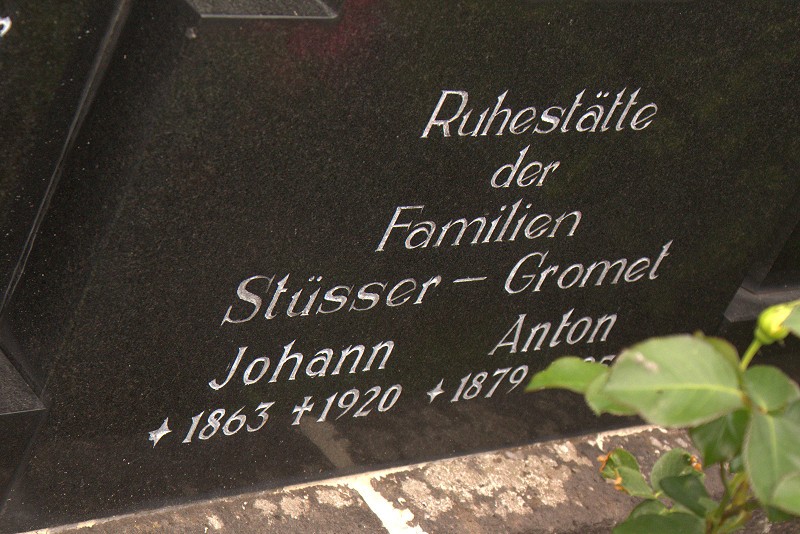 Ruhestätte
der
Familien
Stüsser – Gromet
Johann Anton
1863 ✝ 1920 1879